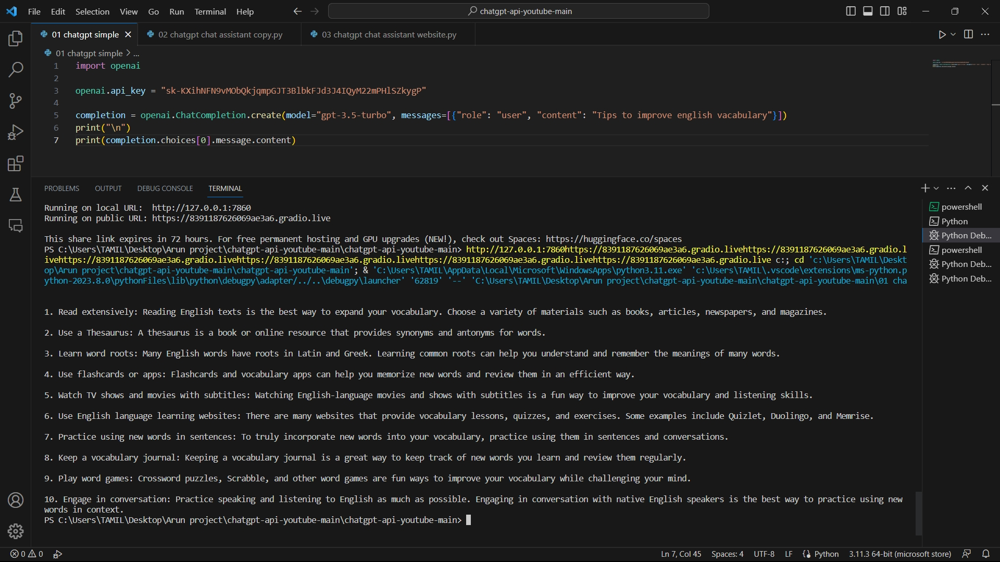 File Edit Selection View Go Run Terminal Help
chatgpt-api-youtube-main
01 chatgpt simple
02 chatgpt chat assistant copy.py
03 chatgpt chat assistant website.py
01 chatgpt simple > ...
1 import openai
2
3 openai.api_key = "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"
4
5 completion = openai.ChatCompletion.create(model="gpt-3.5-turbo", messages=[{"role": "user", "content": "Tips to improve english vacabulary"}])
6 print("\n")
7 print(completion.choices[0].message.content)
PROBLEMS OUTPUT DEBUG CONSOLE TERMINAL
Running on local URL:  http://127.0.0.1:7860
Running on public URL: https://8391187626069ae3a6.gradio.live
This share link expires in 72 hours. For free permanent hosting and GPU upgrades (NEW!), check out Spaces: https://huggingface.co/spaces
PS C:\Users\TAMIL\Desktop\Arun project\chatgpt-api-youtube-main\chatgpt-api-youtube-main> http://127.0.0.1:7860https://8391187626069ae3a6.gradio.livehttps://8391187626069ae3a6.gradio.l
ivehttps://8391187626069ae3a6.gradio.livehttps://8391187626069ae3a6.gradio.livehttps://8391187626069ae3a6.gradio.livehttps://8391187626069ae3a6.gradio.live c:; cd 'c:\Users\TAMIL\Deskt
op\Arun project\chatgpt-api-youtube-main\chatgpt-api-youtube-main'; & 'C:\Users\TAMIL\AppData\Local\Microsoft\WindowsApps\python3.11.exe' 'c:\Users\TAMIL\.vscode\extensions\ms-python.p
ython-2023.8.0\pythonFiles\lib\python\debugpy\adapter/../..\debugpy\launcher' '62819' '--' 'C:\Users\TAMIL\Desktop\Arun project\chatgpt-api-youtube-main\chatgpt-api-youtube-main\01 cha
1. Read extensively: Reading English texts is the best way to expand your vocabulary. Choose a variety of materials such as books, articles, newspapers, and magazines.
2. Use a Thesaurus: A thesaurus is a book or online resource that provides synonyms and antonyms for words.
3. Learn word roots: Many English words have roots in Latin and Greek. Learning common roots can help you understand and remember the meanings of many words.
4. Use flashcards or apps: Flashcards and vocabulary apps can help you memorize new words and review them in an efficient way.
5. Watch TV shows and movies with subtitles: Watching English-language movies and shows with subtitles is a fun way to improve your vocabulary and listening skills.
6. Use English language learning websites: There are many websites that provide vocabulary lessons, quizzes, and exercises. Some examples include Quizlet, Duolingo, and Memrise.
7. Practice using new words in sentences: To truly incorporate new words into your vocabulary, practice using them in sentences and conversations.
8. Keep a vocabulary journal: Keeping a vocabulary journal is a great way to keep track of new words you learn and review them regularly.
9. Play word games: Crossword puzzles, Scrabble, and other word games are fun ways to improve your vocabulary while challenging your mind.
10. Engage in conversation: Practice speaking and listening to English as much as possible. Engaging in conversation with native English speakers is the best way to practice using new
words in context.
PS C:\Users\TAMIL\Desktop\Arun project\chatgpt-api-youtube-main\chatgpt-api-youtube-main>
powershell
Python
Python Deb...
powershell
Python Deb...
Python Deb...
0 0
Ln 7, Col 45 Spaces: 4 UTF-8 LF Python 3.11.3 64-bit (microsoft store)